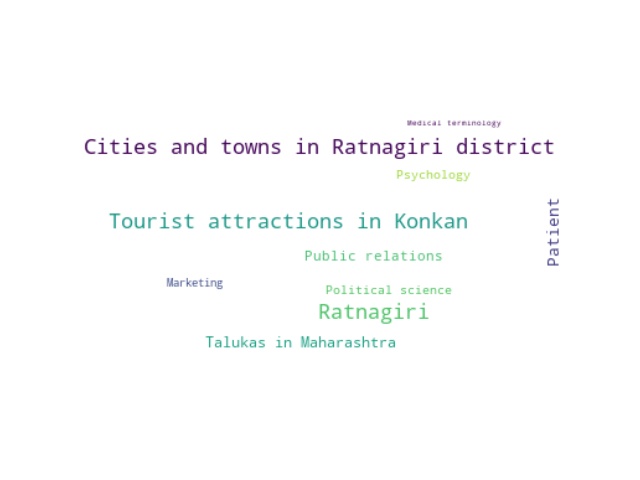 Medical terminology
Cities and towns in Ratnagiri district
Psychology
Tourist attractions in Konkan
Patient
Public relations
Marketing
Political science
Ratnagiri
Talukas in Maharashtra